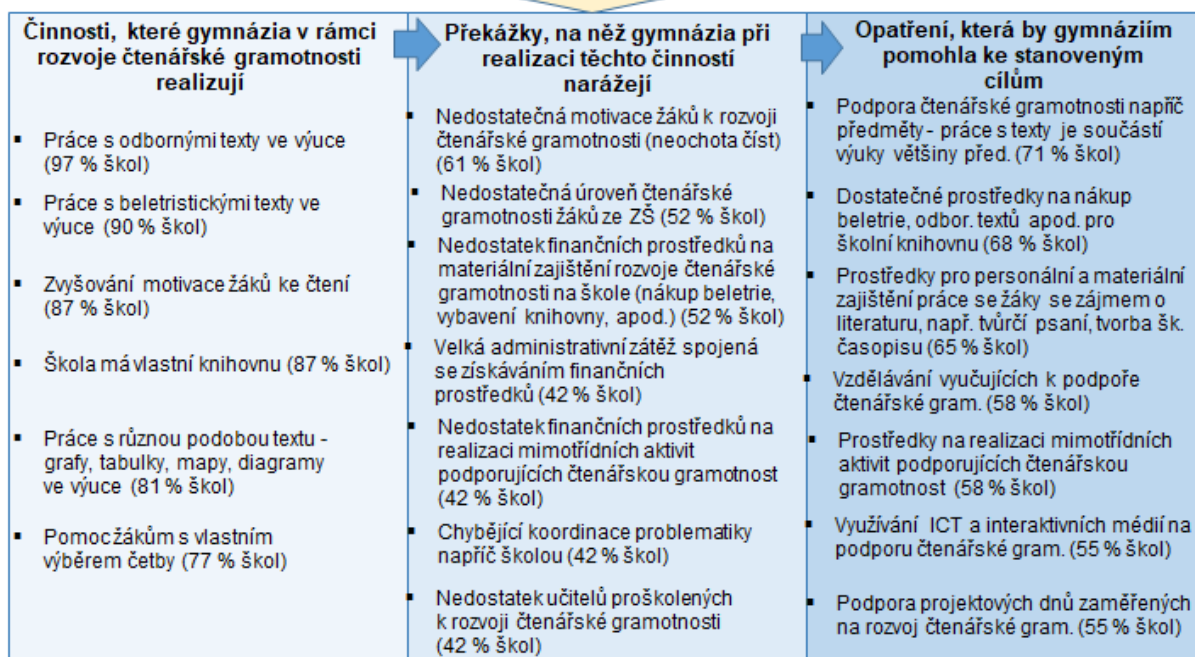 Činnosti, které gymnázia v rámci
rozvoje čtenářské gramotnosti
realizují
▪ Práce s odbornými texty ve výuce
(97 % škol)
▪ Práce s beletristickými texty ve
výuce (90 % škol)
▪ Zvyšování motivace žáků ke čtení
(87 % škol)
▪ Škola má vlastní knihovnu (87 % škol)
▪ Práce s různou podobou textu -
grafy, tabulky, mapy, diagramy
ve výuce (81 % škol)
▪ Pomoc žákům s vlastním
výběrem četby (77 % škol)
Překážky, na něž gymnázia při
realizaci těchto činností
narážejí
▪ Nedostatečná motivace žáků k rozvoji
čtenářské gramotnosti (neochota číst)
(61 % škol)
▪ Nedostatečná úroveň čtenářské
gramotnosti žáků ze ZŠ (52 % škol)
▪ Nedostatek finančních prostředků na
materiální zajištění rozvoje čtenářské
gramotnosti na škole (nákup beletrie,
vybavení knihovny, apod.) (52 % škol)
▪ Velká administrativní zátěž spojená
se získáváním finančních
prostředků (42 % škol)
▪ Nedostatek finančních prostředků na
realizaci mimotřídních aktivit
podporujících čtenářskou gramotnost
(42 % škol)
▪ Chybějící koordinace problematiky
napříč školou (42 % škol)
▪ Nedostatek učitelů proškolených
k rozvoji čtenářské gramotnosti
(42 % škol)
Opatření, která by gymnáziím
pomohla ke stanoveným
cílům
▪ Podpora čtenářské gramotnosti napříč
předměty - práce s texty je součástí
výuky většiny před. (71 % škol)
▪ Dostatečné prostředky na nákup
beletrie, odbor. textů apod. pro
školní knihovnu (68 % škol)
▪ Prostředky pro personální a materiální
zajištění práce se žáky se zájmem o
literaturu, např. tvůrčí psaní, tvorba šk.
časopisu (65 % škol)
▪ Vzdělávání vyučujících k podpoře
čtenářské gram. (58 % škol)
▪ Prostředky na realizaci mimotřídních
aktivit podporujících čtenářskou
gramotnost (58 % škol)
▪ Využívání ICT a interaktivních médií na
podporu čtenářské gram. (55 % škol)
▪ Podpora projektových dnů zaměřených
na rozvoj čtenářské gram. (55 % škol)